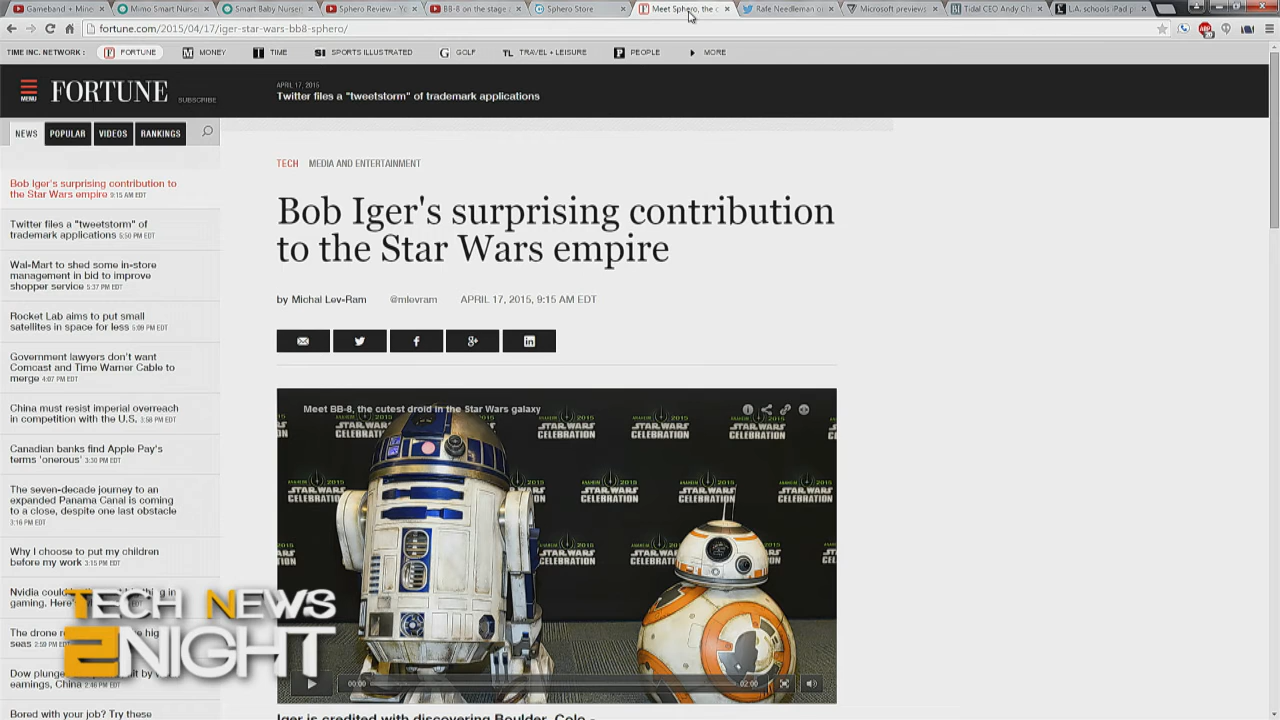 Gameband + Mine
Mimo Smart Nurse
Smart Baby Nurser
Sphero Review - Yo
BB-8 on the stage
Sphero Store
Meet Sphero, the c
Rafe Needleman o
Microsoft previews
Tidal CEO Andy Ch
L.A. schools iPad p
fortune.com/2015/04/17/iger-star-wars-bb8-sphero/
TIME INC. NETWORK: FORTUNE MONEY TIME SPORTS ILLUSTRATED GOLF TRAVEL + LEISURE PEOPLE MORE
MENU
FORTUNE SUBSCRIBE
APRIL 17, 2015
Twitter files a "tweetstorm" of trademark applications
NEWS POPULAR VIDEOS RANKINGS
Bob Iger's surprising contribution to
the Star Wars empire 9:15 AM EDT
Twitter files a "tweetstorm" of
trademark applications 5:50 PM EDT
Wal-Mart to shed some in-store
management in bid to improve
shopper service 5:37 PM EDT
Rocket Lab aims to put small
satellites in space for less 5:09 PM EDT
Government lawyers don't want
Comcast and Time Warner Cable to
merge 4:07 PM EDT
China must resist imperial overreach
in competition with the U.S. 3:58 PM EDT
Canadian banks find Apple Pay's
terms 'onerous' 3:30 PM EDT
The seven-decade journey to an
expanded Panama Canal is coming
to a close, despite one last obstacle
3:16 PM EDT
Why I choose to put my children
before my work 3:15 PM EDT
Nvidia in
gaming.
The drone hig
seas
Dow by
earnings, China 2:46 PM EDT
Bored with your job? Try these
TECH MEDIA AND ENTERTAINMENT
Bob Iger's surprising contribution
to the Star Wars empire
by Michal Lev-Ram @mlevram APRIL 17, 2015, 9:15 AM EDT
Meet BB-8, the cutest droid in the Star Wars galaxy
ANAHEIM 2015
STAR WARS
CELEBRATION
00:00 02:00
Iger is credited with discovering Boulder, Colo.-
TECH NEWS
2NIGHT